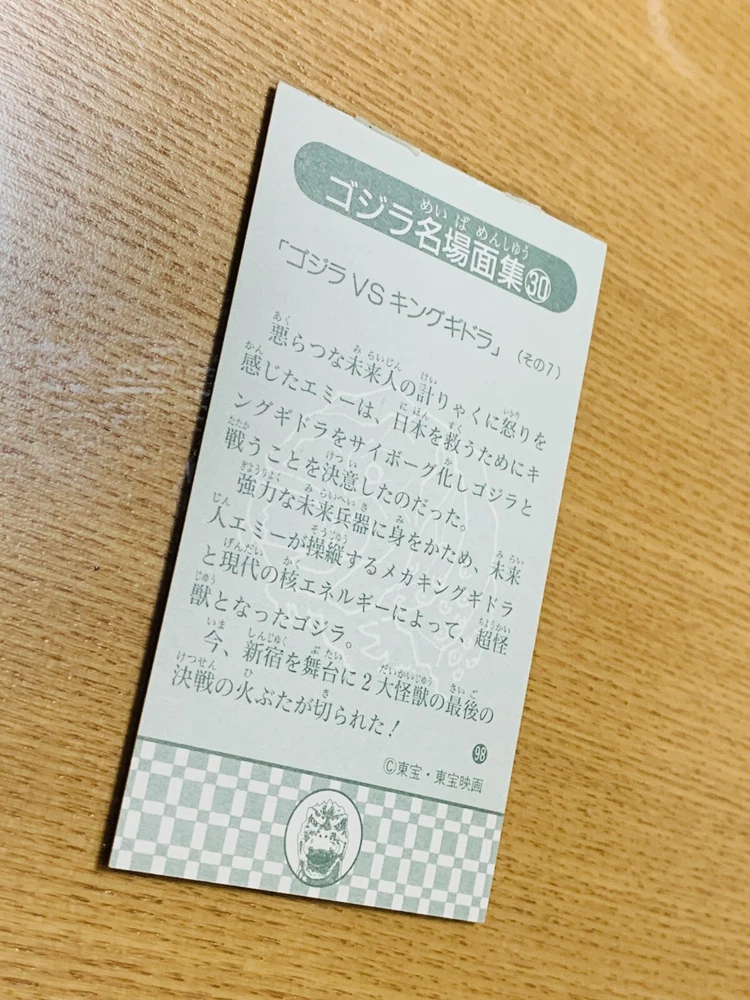 ゴジラ名場面集㉚
「ゴジラVSキングギドラ」(その7)
悪らつな未来人の計りゃくに怒りを
感じたエミーは、日本を救うためにキ
ングギドラをサイボーグ化しゴジラと
戦うことを決意したのだった。
強力な未来兵器に身をかため、未来
人エミーが操縦するメカキングギドラ
と現代の核エネルギーによって、超怪
獣となったゴジラ。
今、新宿を舞台に2大怪獣の最後の
決戦の火ぶたが切られた!
98
©東宝・東宝映画